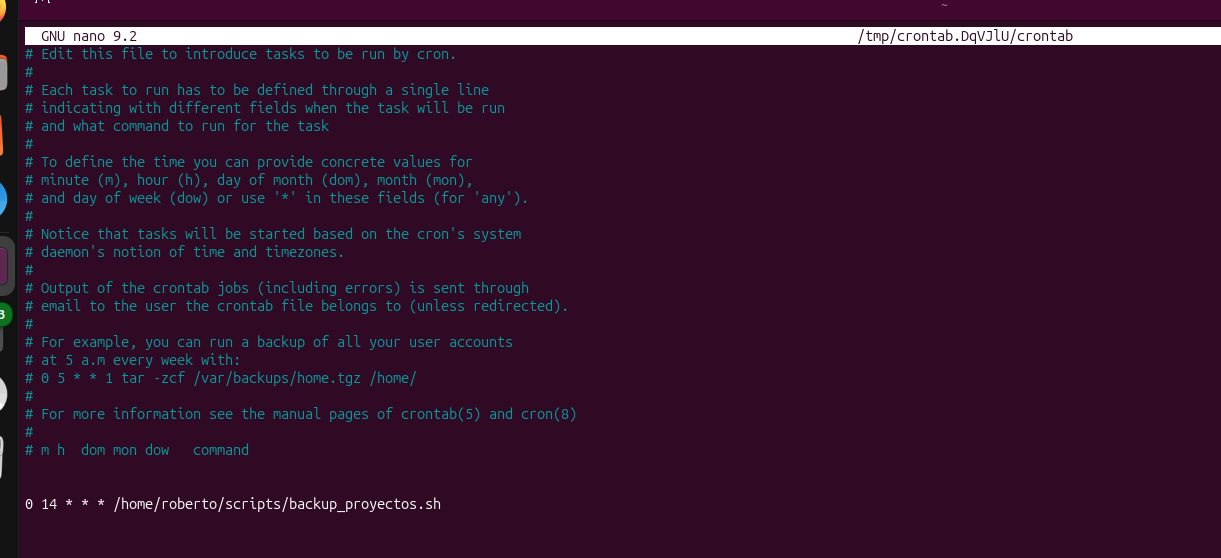 GNU nano 9.2 /tmp/crontab.DqVJlU/crontab
# Edit this file to introduce tasks to be run by cron.
#
# Each task to run has to be defined through a single line
# indicating with different fields when the task will be run
# and what command to run for the task
#
# To define the time you can provide concrete values for
# minute (m), hour (h), day of month (dom), month (mon),
# and day of week (dow) or use '*' in these fields (for 'any').
#
# Notice that tasks will be started based on the cron's system
# daemon's notion of time and timezones.
#
# Output of the crontab jobs (including errors) is sent through
# email to the user the crontab file belongs to (unless redirected).
#
# For example, you can run a backup of all your user accounts
# at 5 a.m every week with:
# 0 5 * * 1 tar -zcf /var/backups/home.tgz /home/
#
# For more information see the manual pages of crontab(5) and cron(8)
#
# m h  dom mon dow   command
0 14 * * * /home/roberto/scripts/backup_proyectos.sh